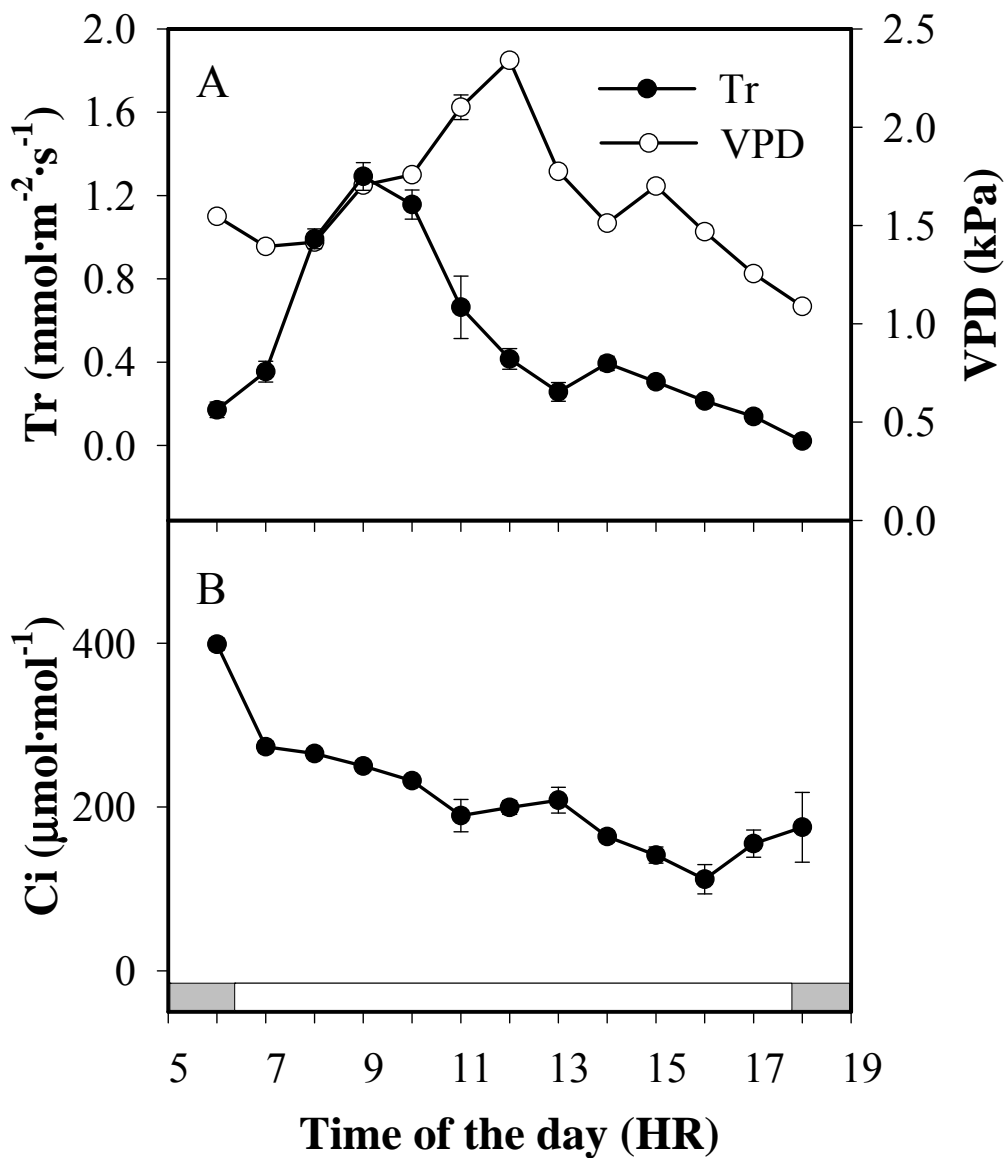 A
Tr
VPD
2.0
1.6
1.2
0.8
0.4
0.0
Tr (mmol·m⁻²·s⁻¹)
2.5
2.0
1.5
1.0
0.5
0.0
VPD (kPa)
B
400
200
0
Ci (μmol·mol⁻¹)
5 7 9 11 13 15 17 19
Time of the day (HR)